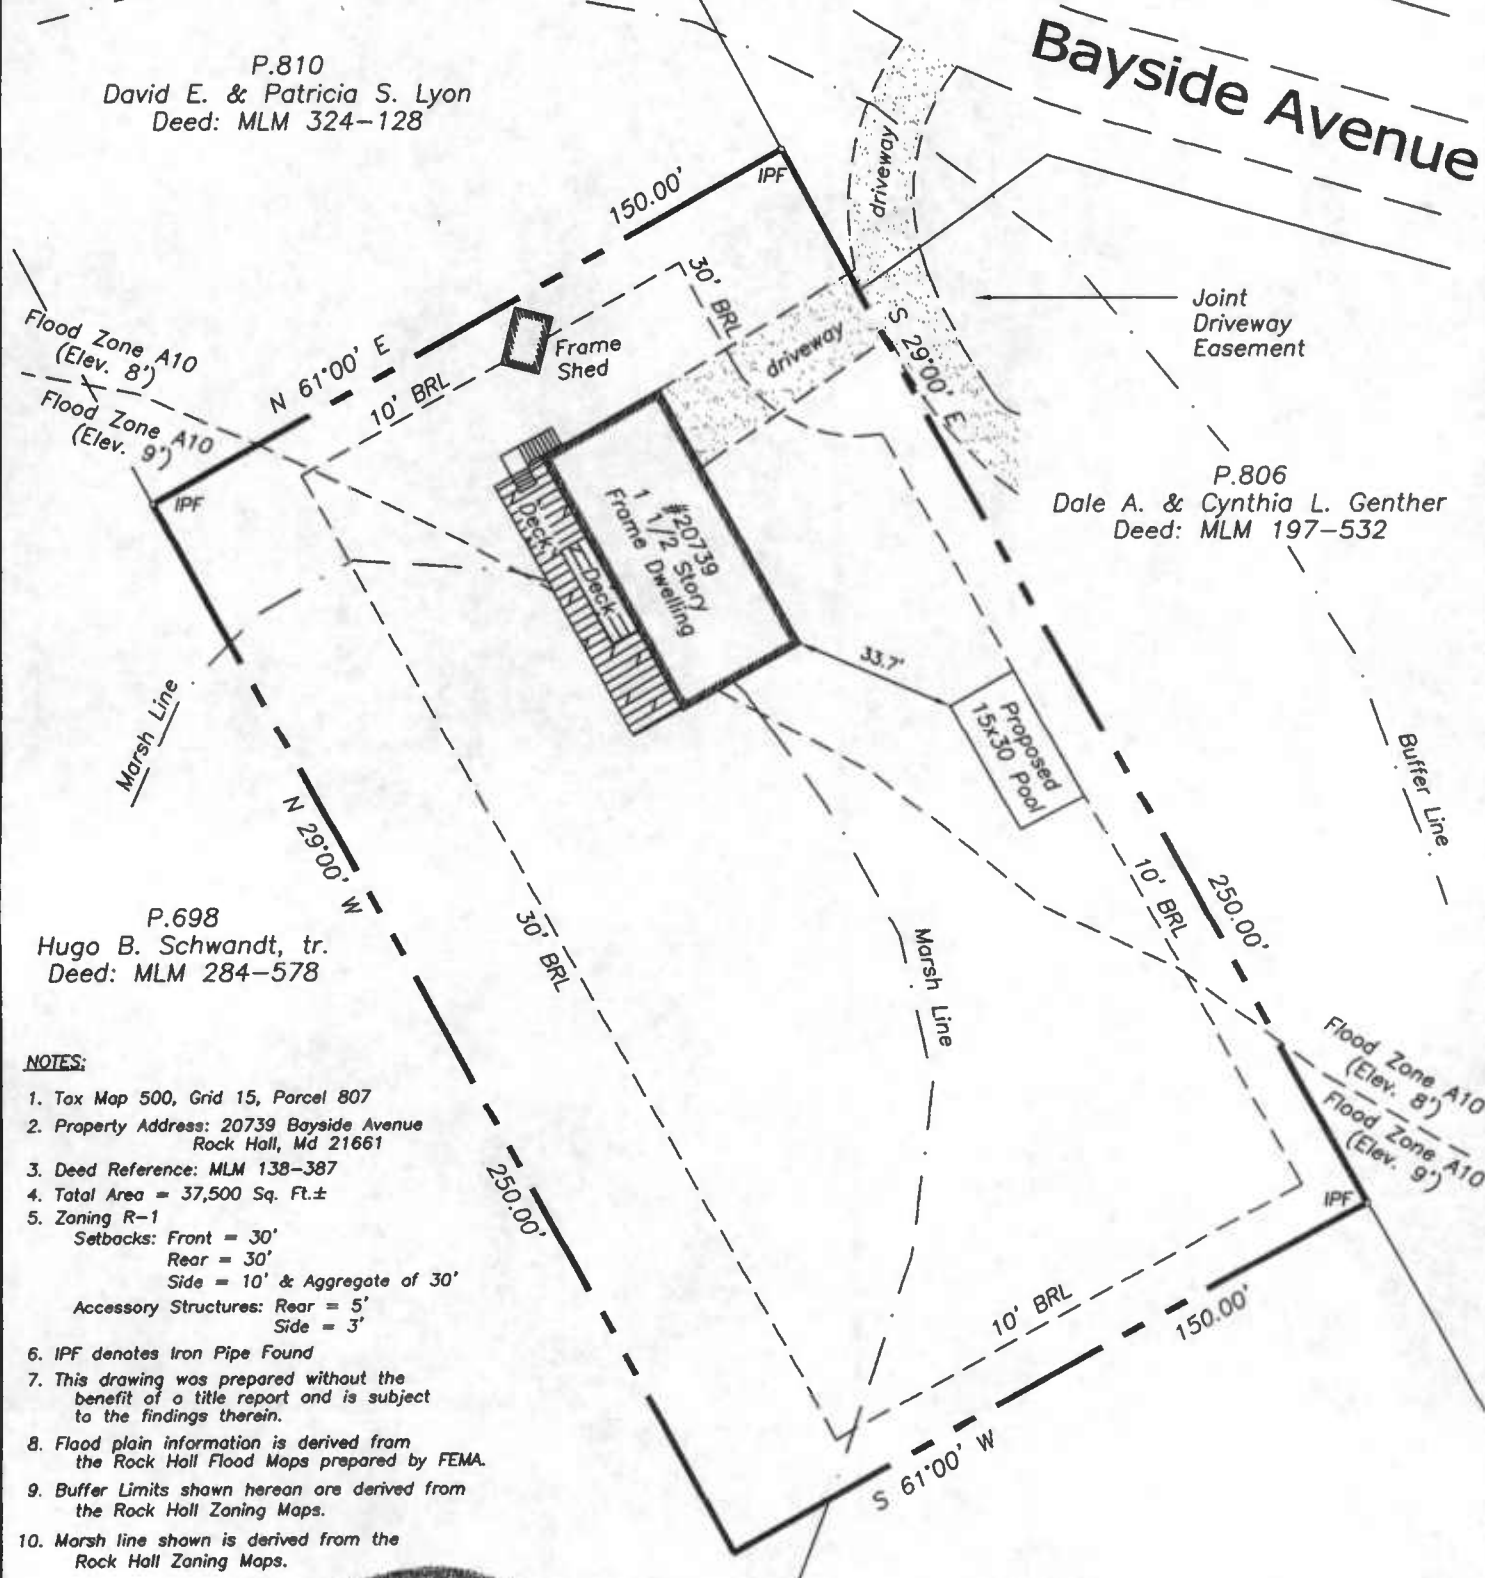 Bayside Avenue
P.810
David E. & Patricia S. Lyon
Deed: MLM 324-128
IPF
driveway
150.00'
30' BRL
Joint
Driveway
Easement
Flood Zone A10
(Elev. 8')
Flood Zone A10
(Elev. 9')
N 61°00' E
10' BRL
Frame
Shed
driveway
S 29°00' E
IPF
P.806
Dale A. & Cynthia L. Genther
Deed: MLM 197-532
Deck
Deck
#20739
1 1/2 Story
Frame Dwelling
33.7'
Proposed
15x30 Pool
Marsh Line
Buffer Line
N 29°00' W
10' BRL
250.00'
P.698
Hugo B. Schwandt, tr.
Deed: MLM 284-578
30' BRL
Marsh Line
Flood Zone A10
(Elev. 8')
Flood Zone A10
(Elev. 9')
IPF
250.00'
10' BRL
150.00'
S 61°00' W
NOTES:
1. Tax Map 500, Grid 15, Parcel 807
2. Property Address: 20739 Bayside Avenue
Rock Hall, Md 21661
3. Deed Reference: MLM 138-387
4. Total Area = 37,500 Sq. Ft.±
5. Zoning R-1
Setbacks: Front = 30'
Rear = 30'
Side = 10' & Aggregate of 30'
Accessory Structures: Rear = 5'
Side = 3'
6. IPF denotes Iron Pipe Found
7. This drawing was prepared without the
benefit of a title report and is subject
to the findings therein.
8. Flood plain information is derived from
the Rock Hall Flood Maps prepared by FEMA.
9. Buffer Limits shown hereon are derived from
the Rock Hall Zoning Maps.
10. Marsh line shown is derived from the
Rock Hall Zoning Maps.